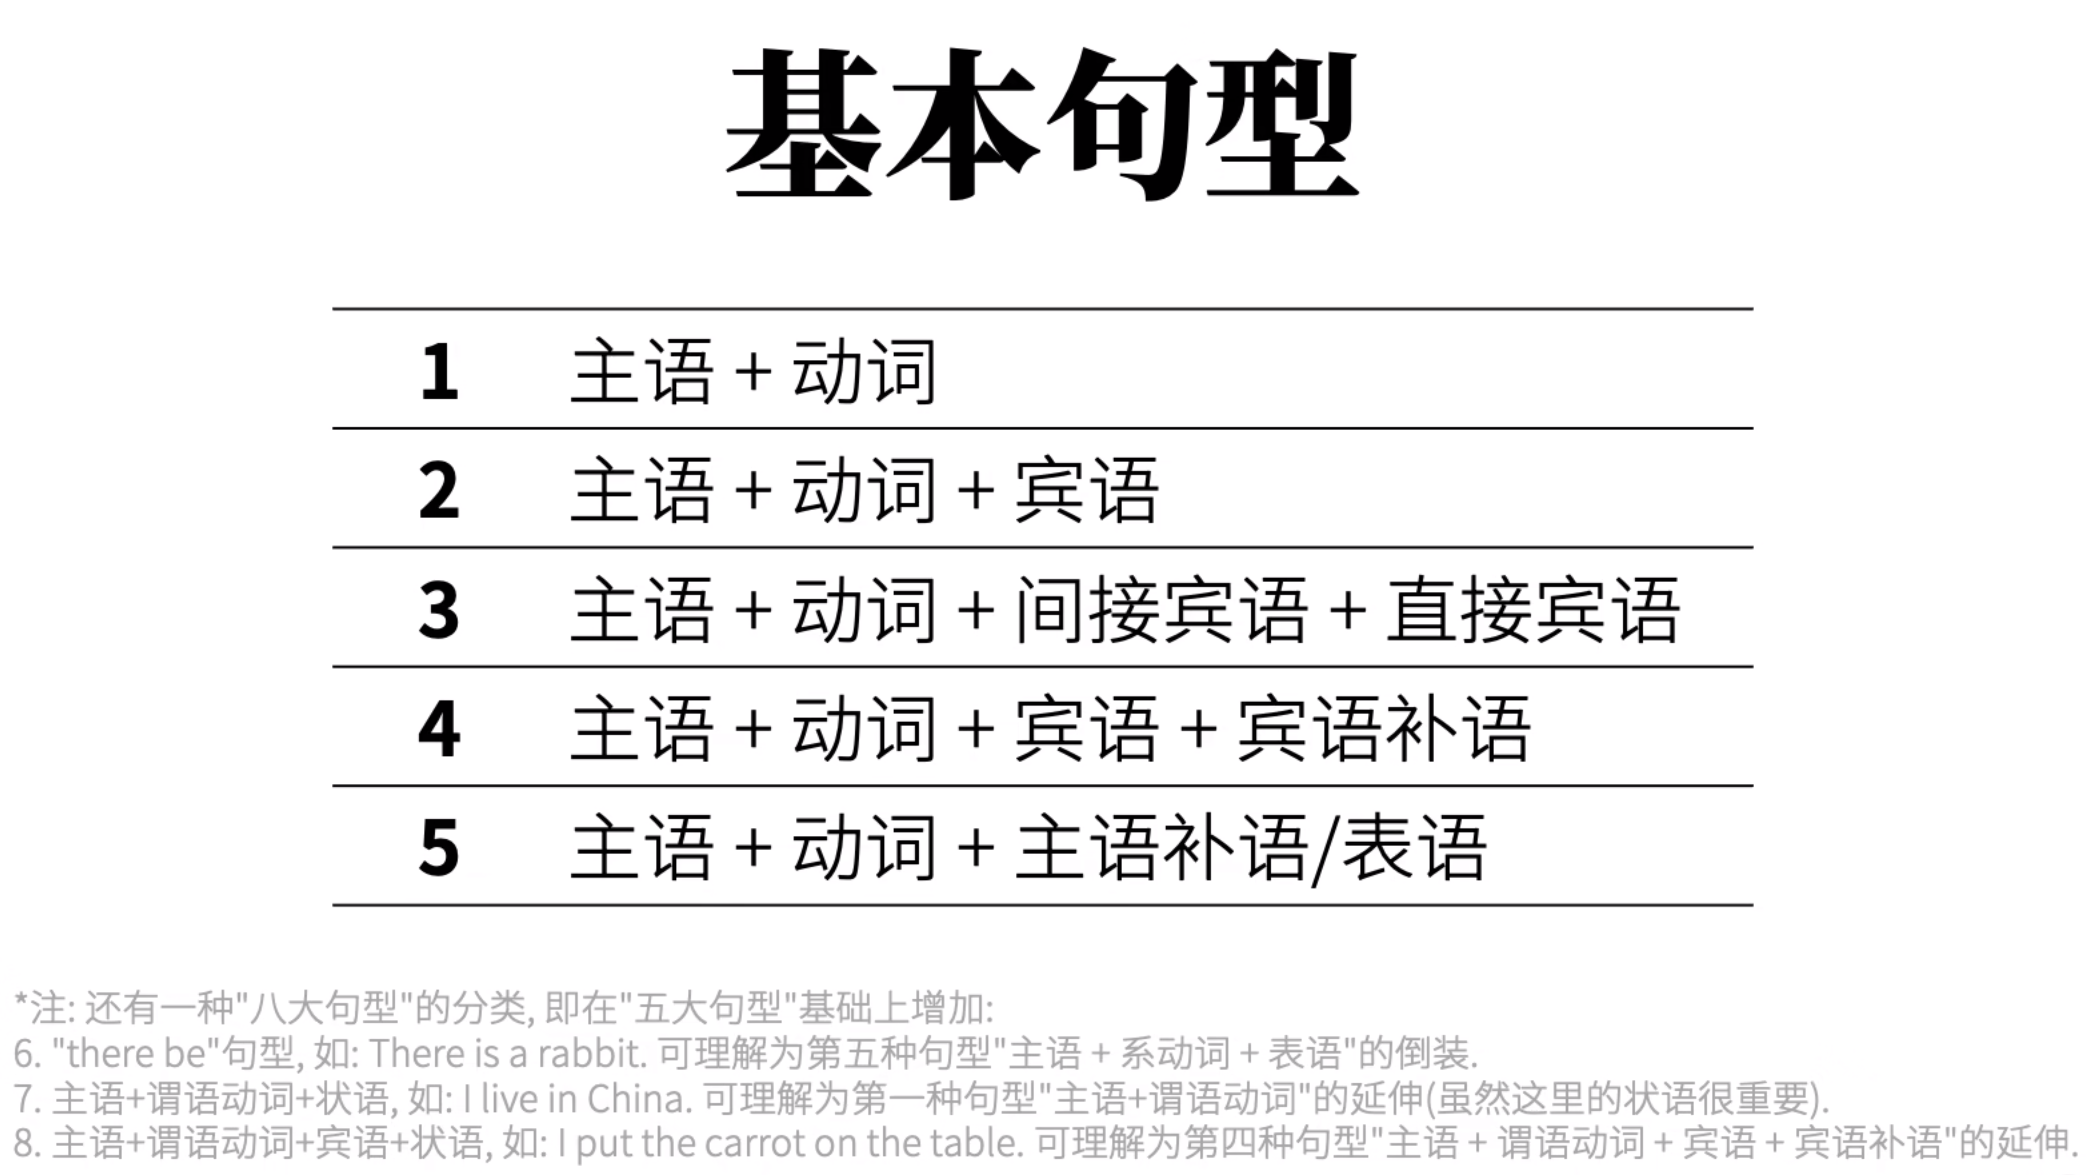 基本句型
1 主语 + 动词
2 主语 + 动词 + 宾语
3 主语 + 动词 + 间接宾语 + 直接宾语
4 主语 + 动词 + 宾语 + 宾语补语
5 主语 + 动词 + 主语补语/表语
*注: 还有一种"八大句型"的分类, 即在"五大句型"基础上增加:
6. "there be"句型, 如: There is a rabbit. 可理解为第五种句型"主语 + 系动词 + 表语"的倒装.
7. 主语+谓语动词+状语, 如: I live in China. 可理解为第一种句型"主语+谓语动词"的延伸(虽然这里的状语很重要).
8. 主语+谓语动词+宾语+状语, 如: I put the carrot on the table. 可理解为第四种句型"主语 + 谓语动词 + 宾语 + 宾语补语"的延伸.